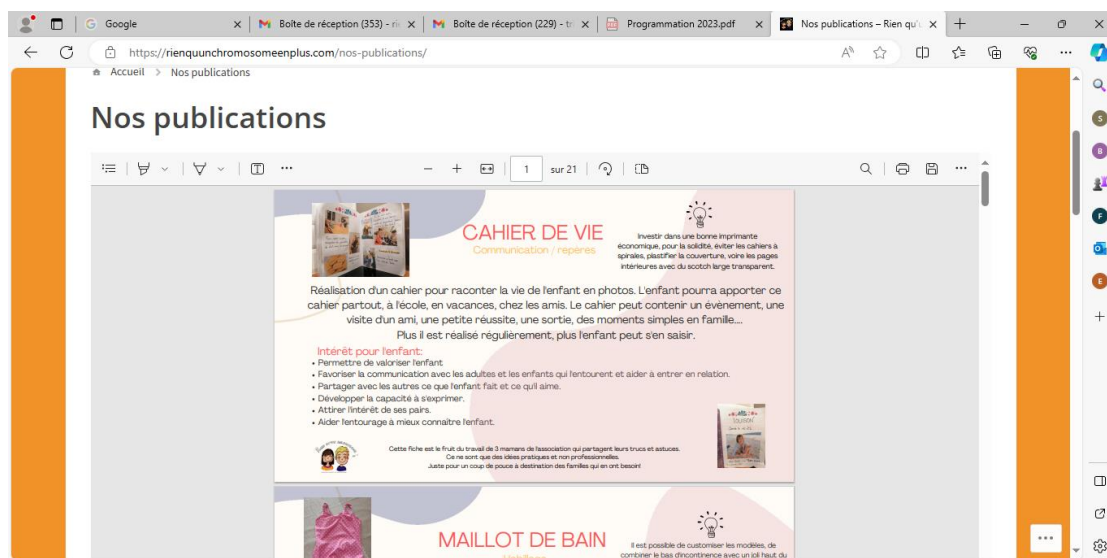 Google
Boîte de réception (353) - ri
Boîte de réception (229) - tr
Programmation 2023.pdf
Nos publications – Rien qu'u
https://rienquunchromosomeenplus.com/nos-publications/
Accueil > Nos publications
Nos publications
1 sur 21
CAHIER DE VIE
Communication / repères
Investir dans une bonne imprimante
économique, pour la solidité, éviter les cahiers à
spirales, plastifier la couverture, voire les pages
intérieures avec du scotch large transparent.
Réalisation d'un cahier pour raconter la vie de l'enfant en photos. L'enfant pourra apporter ce
cahier partout, à l'école, en vacances, chez les amis. Le cahier peut contenir un évènement, une
visite d'un ami, une petite réussite, une sortie, des moments simples en famille....
Plus il est réalisé régulièrement, plus l'enfant peut s'en saisir.
Intérêt pour l'enfant:
• Permettre de valoriser l'enfant
• Favoriser la communication avec les adultes et les enfants qui l'entourent et aider à entrer en relation.
• Partager avec les autres ce que l'enfant fait et ce qu'il aime.
• Développer la capacité à s'exprimer.
• Attirer l'intérêt de ses pairs.
• Aider l'entourage à mieux connaître l'enfant.
Cette fiche est le fruit du travail de 3 mamans de l'association qui partagent leurs trucs et astuces.
Ce ne sont que des idées pratiques et non professionnelles.
Juste pour un coup de pouce à destination des familles qui en ont besoin!
MAILLOT DE BAIN
Il est possible de customiser les modèles, de
combiner le bas d'incontinence avec un joli haut du